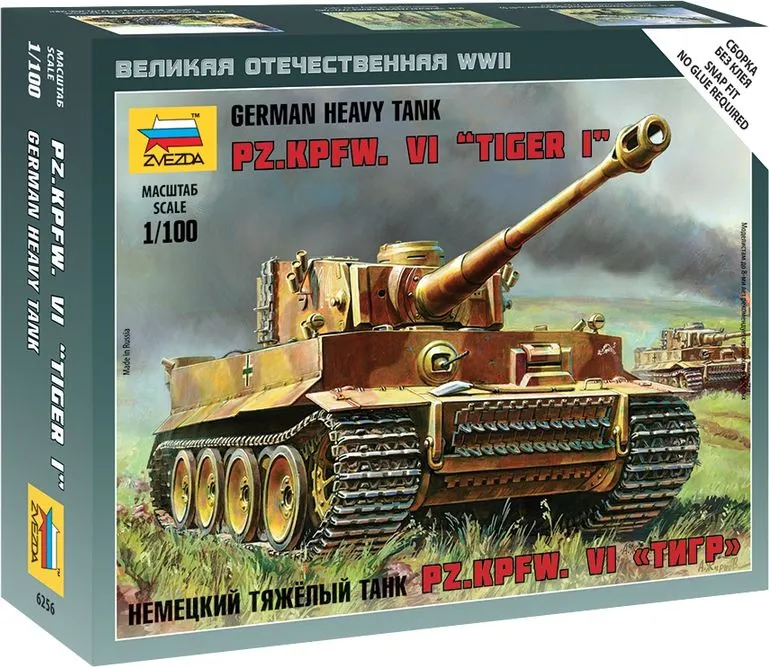 ВЕЛИКАЯ ОТЕЧЕСТВЕННАЯ WWII
СБОРКА
БЕЗ КЛЕЯ
SNAP FIT
NO GLUE REQUIRED
ZVEZDA
TM
GERMAN HEAVY TANK
PZ.KPFW. VI "TIGER I"
МАСШТАБ
SCALE
1/100
Made in Russia
НЕМЕЦКИЙ ТЯЖЁЛЫЙ ТАНК
PZ.KPFW. VI «ТИГР»
МАСШТАБ
SCALE
1/100
PZ.KPFW. VI "TIGER I"
GERMAN HEAVY TANK
ZVEZDA
6256